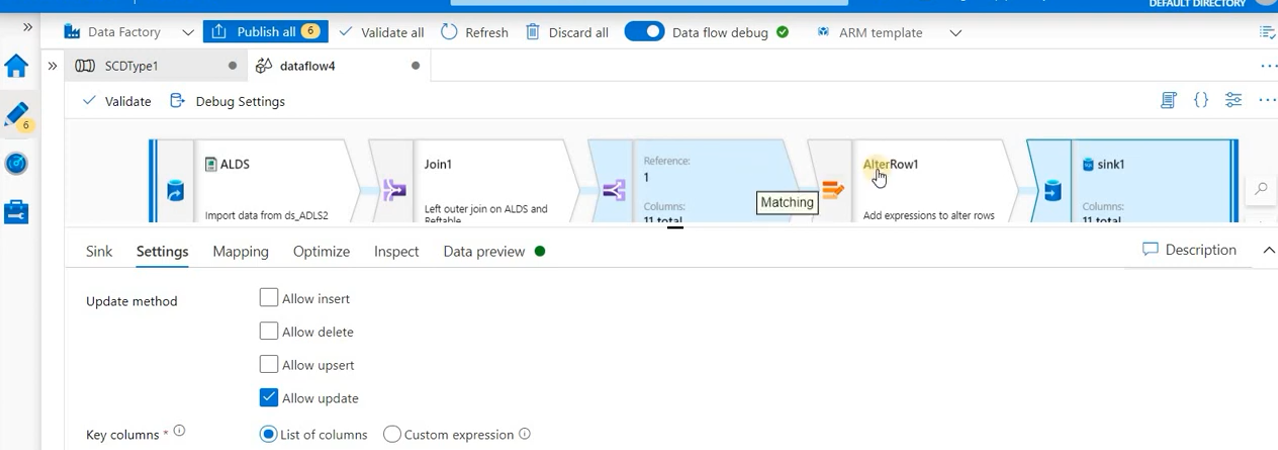 DEFAULT DIRECTORY
Data Factory
Publish all 6
Validate all
Refresh
Discard all
Data flow debug
ARM template
SCDType1
dataflow4
Validate
Debug Settings
6
{}
ALDS
Import data from ds_ADLS2
Join1
Left outer join on ALDS and
Reftable
Reference:
1
Columns:
11 total
Matching
AlterRow1
Add expressions to alter rows
sink1
Columns:
11 total
Sink
Settings
Mapping
Optimize
Inspect
Data preview
Description
Update method
Allow insert
Allow delete
Allow upsert
Allow update
Key columns *
List of columns
Custom expression